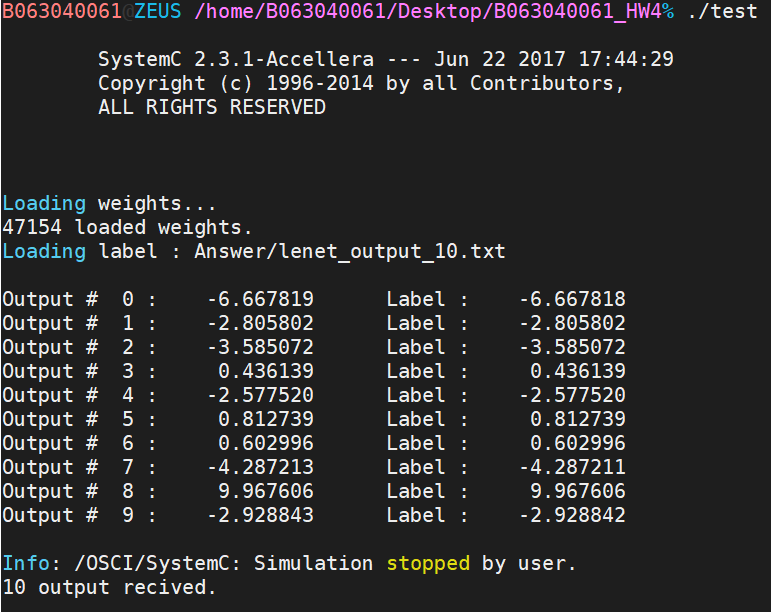 B063040061@ZEUS /home/B063040061/Desktop/B063040061_HW4% ./test
SystemC 2.3.1-Accellera --- Jun 22 2017 17:44:29
Copyright (c) 1996-2014 by all Contributors,
ALL RIGHTS RESERVED
Loading weights...
47154 loaded weights.
Loading label : Answer/lenet_output_10.txt
Output #  0 :    -6.667819      Label :    -6.667818
Output #  1 :    -2.805802      Label :    -2.805802
Output #  2 :    -3.585072      Label :    -3.585072
Output #  3 :     0.436139      Label :     0.436139
Output #  4 :    -2.577520      Label :    -2.577520
Output #  5 :     0.812739      Label :     0.812739
Output #  6 :     0.602996      Label :     0.602996
Output #  7 :    -4.287213      Label :    -4.287211
Output #  8 :     9.967606      Label :     9.967606
Output #  9 :    -2.928843      Label :    -2.928842
Info: /OSCI/SystemC: Simulation stopped by user.
10 output recived.